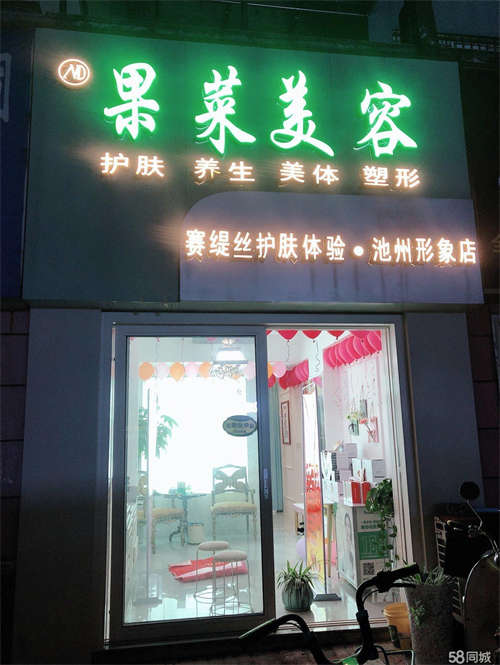 果菜美容
护肤 养生 美体 塑形
赛缇丝护肤体验·池州形象店
58同城